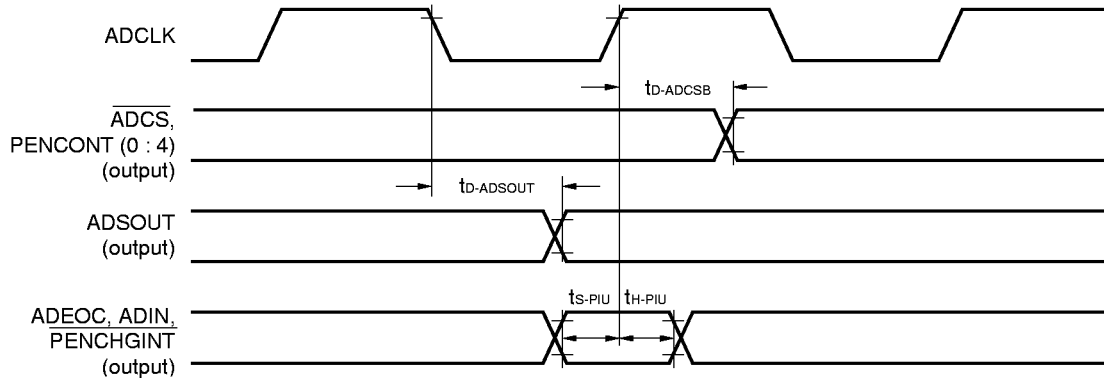 ADCLK
tD-ADCSB
ADCS,
PENCONT (0 : 4)
(output)
tD-ADSOUT
ADSOUT
(output)
tS-PIU
tH-PIU
ADEOC, ADIN,
PENCHGINT
(output)